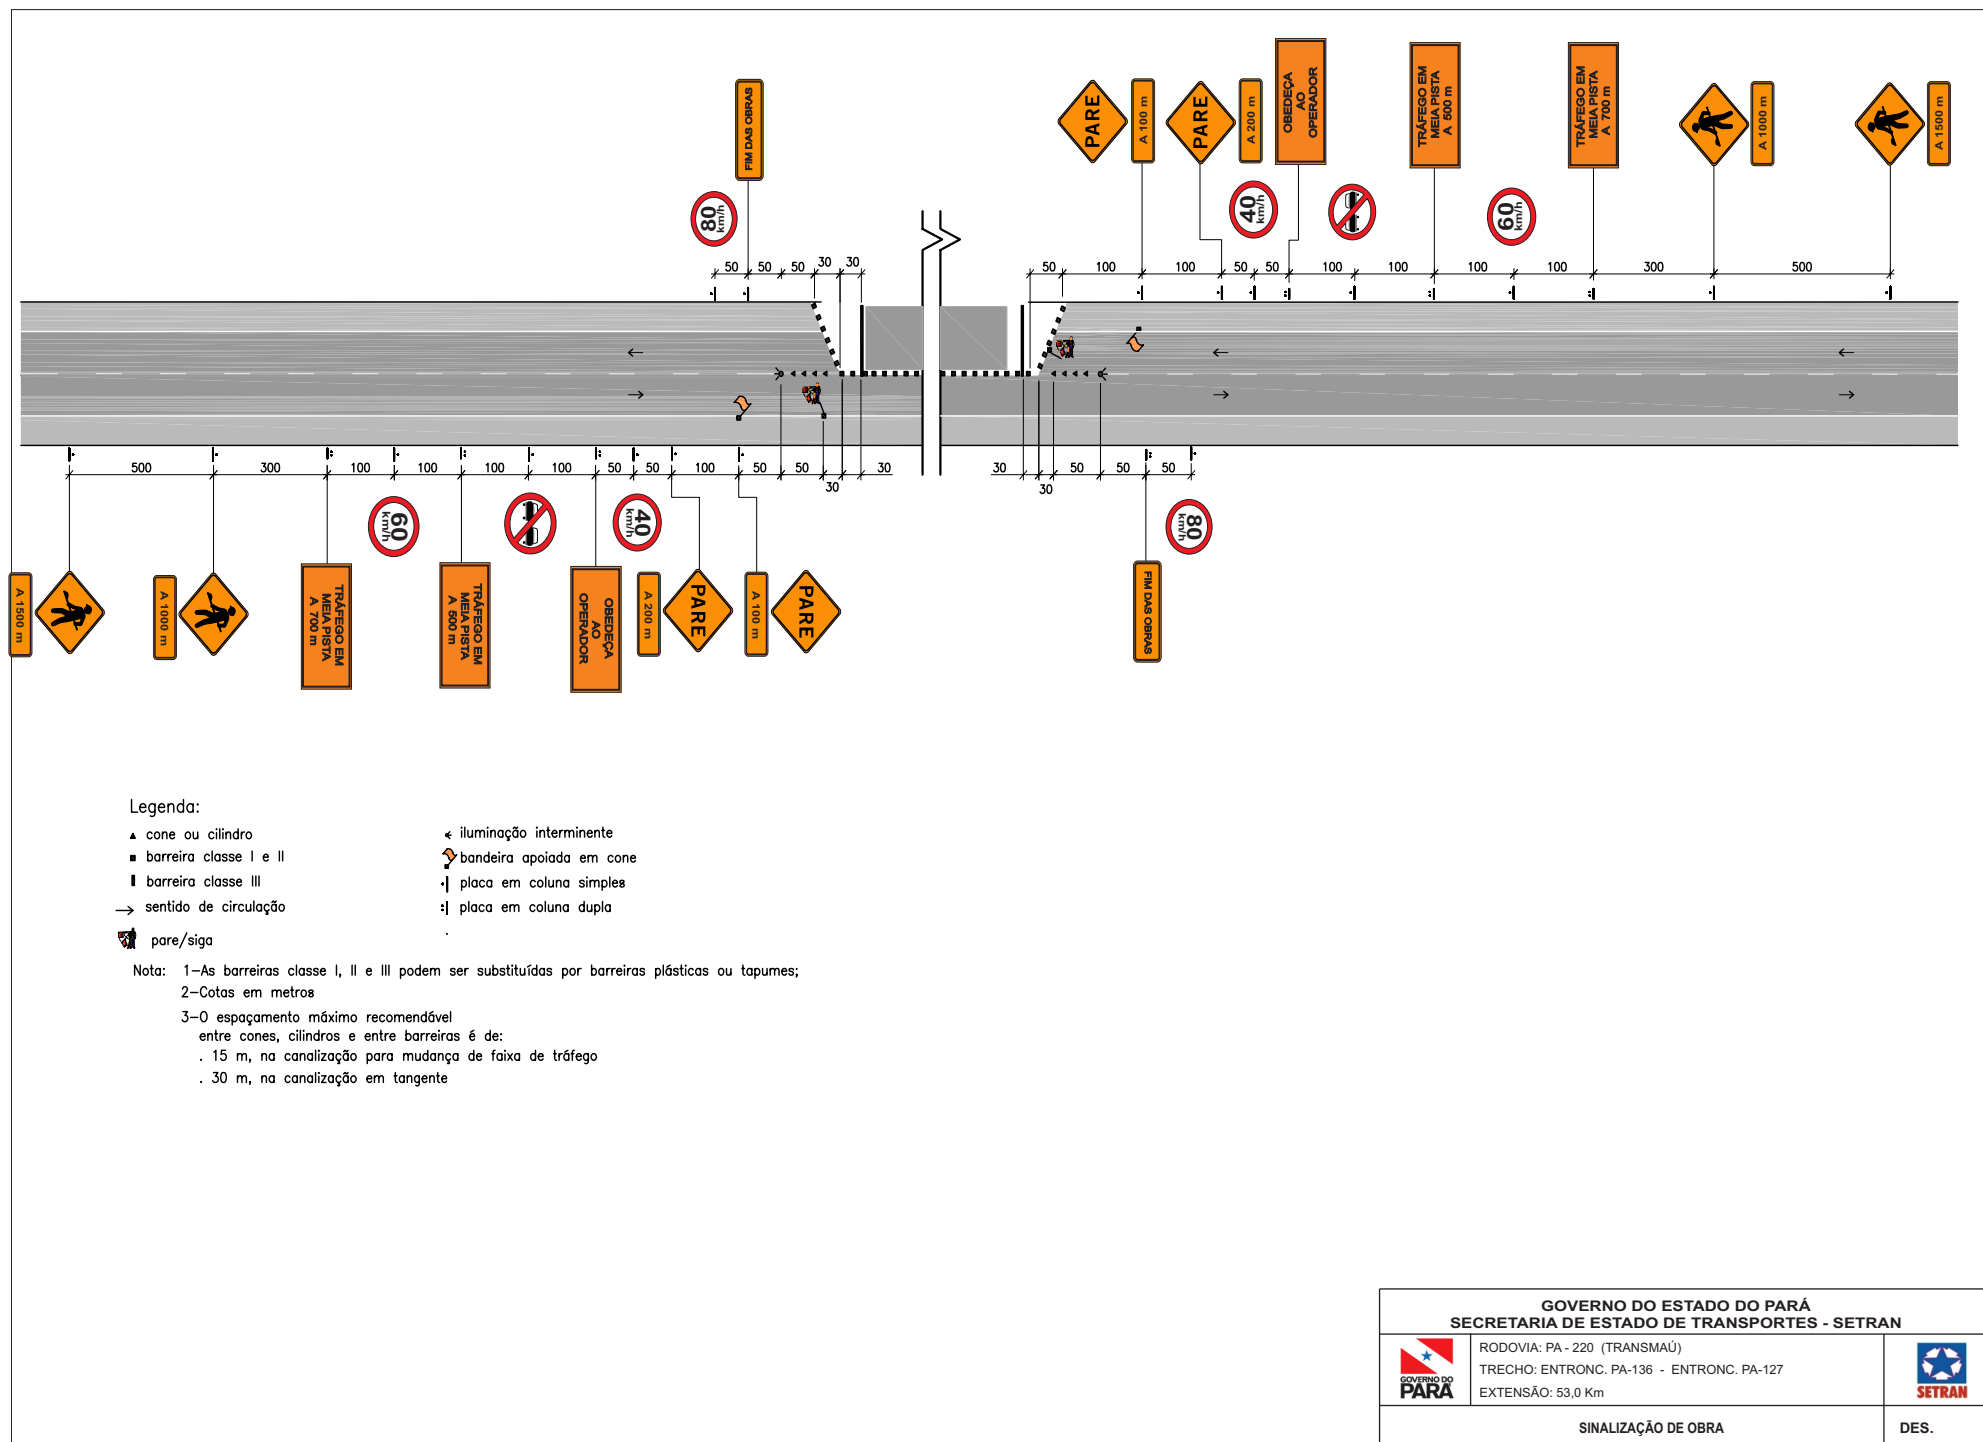 FIM DAS OBRAS
80
km/h
PARE
A 100 m
PARE
A 200 m
40
km/h
OBEDEÇA
AO
OPERADOR
TRÁFEGO EM
MEIA PISTA
A 500 m
60
km/h
TRÁFEGO EM
MEIA PISTA
A 700 m
A 1000 m
A 1500 m
50 50 50 30 30
50 100 100 50 50 100 100 100 100 300 500
500 300 100 100 100 100 50 50 100 50 50 30 30
30 30 50 50 50
A 1500 m
A 1000 m
TRÁFEGO EM
MEIA PISTA
A 700 m
60
km/h
TRÁFEGO EM
MEIA PISTA
A 500 m
OBEDEÇA
AO
OPERADOR
40
km/h
A 200 m
PARE
A 100 m
PARE
FIM DAS OBRAS
80
km/h
Legenda:
cone ou cilindro
barreira classe I e II
barreira classe III
sentido de circulação
pare/siga
iluminação interminente
bandeira apoiada em cone
placa em coluna simples
placa em coluna dupla
Nota: 1-As barreiras classe I, II e III podem ser substituídas por barreiras plásticas ou tapumes;
2-Cotas em metros
3-O espaçamento máximo recomendável
entre cones, cilindros e entre barreiras é de:
. 15 m, na canalização para mudança de faixa de tráfego
. 30 m, na canalização em tangente
GOVERNO DO ESTADO DO PARÁ
SECRETARIA DE ESTADO DE TRANSPORTES - SETRAN
GOVERNO DO
PARÁ
RODOVIA: PA - 220 (TRANSMAÚ)
TRECHO: ENTRONC. PA-136 - ENTRONC. PA-127
EXTENSÃO: 53,0 Km
SETRAN
SINALIZAÇÃO DE OBRA
DES.